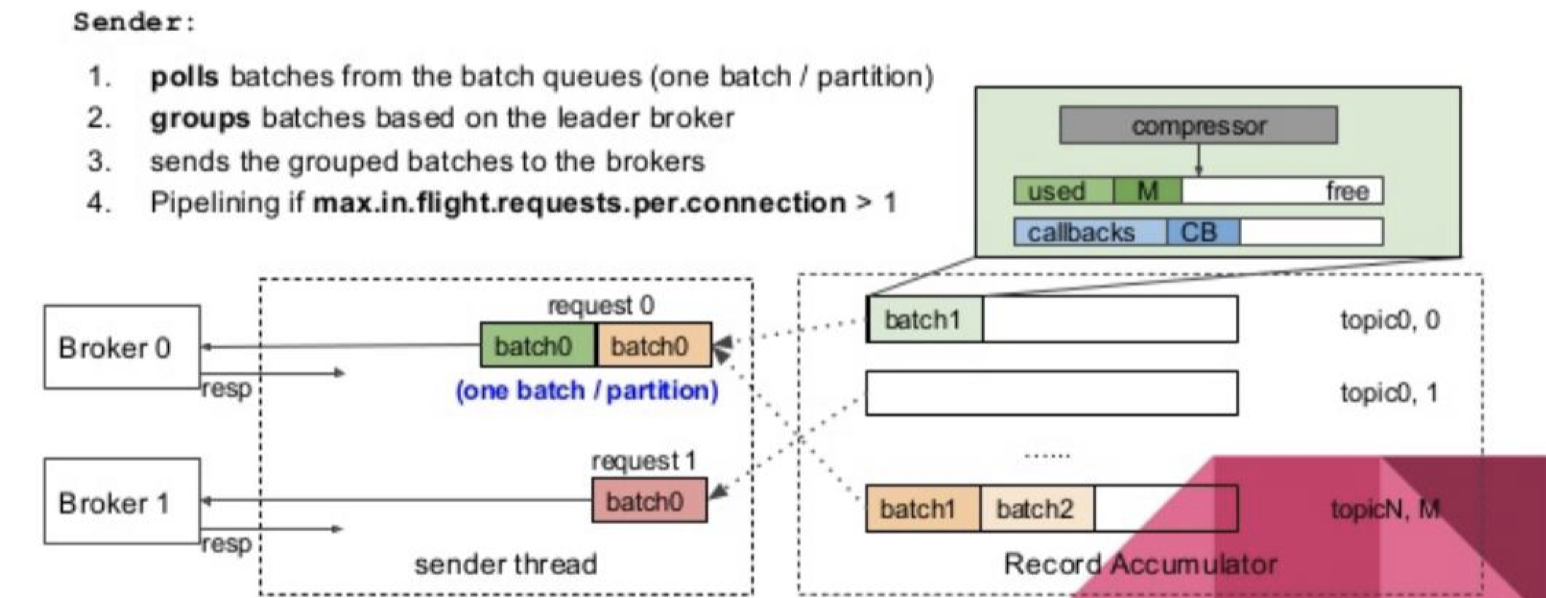 Sender:
1. polls batches from the batch queues (one batch / partition)
2. groups batches based on the leader broker
3. sends the grouped batches to the brokers
4. Pipelining if max.in.flight.requests.per.connection > 1
compressor
used M free
callbacks CB
request 0
Broker 0
batch0 batch0
batch1
topic0, 0
resp
(one batch / partition)
topic0, 1
request 1
......
Broker 1
batch0
batch1 batch2
topicN, M
resp
sender thread
Record Accumulator